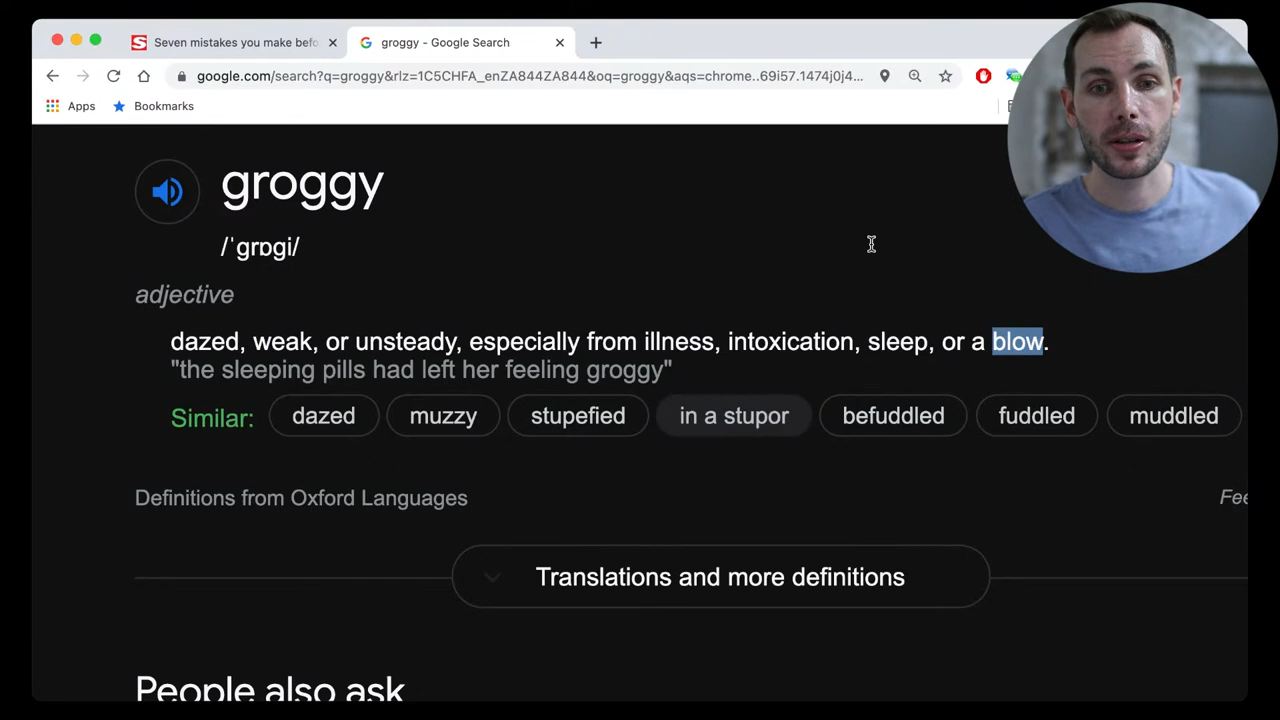 Seven mistakes you make befo
groggy - Google Search
google.com/search?q=groggy&rlz=1C5CHFA_enZA844ZA844&oq=groggy&aqs=chrome..69i57.1474j0j4...
Apps
Bookmarks
groggy
/ˈɡrɒɡi/
adjective
dazed, weak, or unsteady, especially from illness, intoxication, sleep, or a blow.
"the sleeping pills had left her feeling groggy"
Similar: dazed muzzy stupefied in a stupor befuddled fuddled muddled
Definitions from Oxford Languages
Fee
Translations and more definitions
People also ask